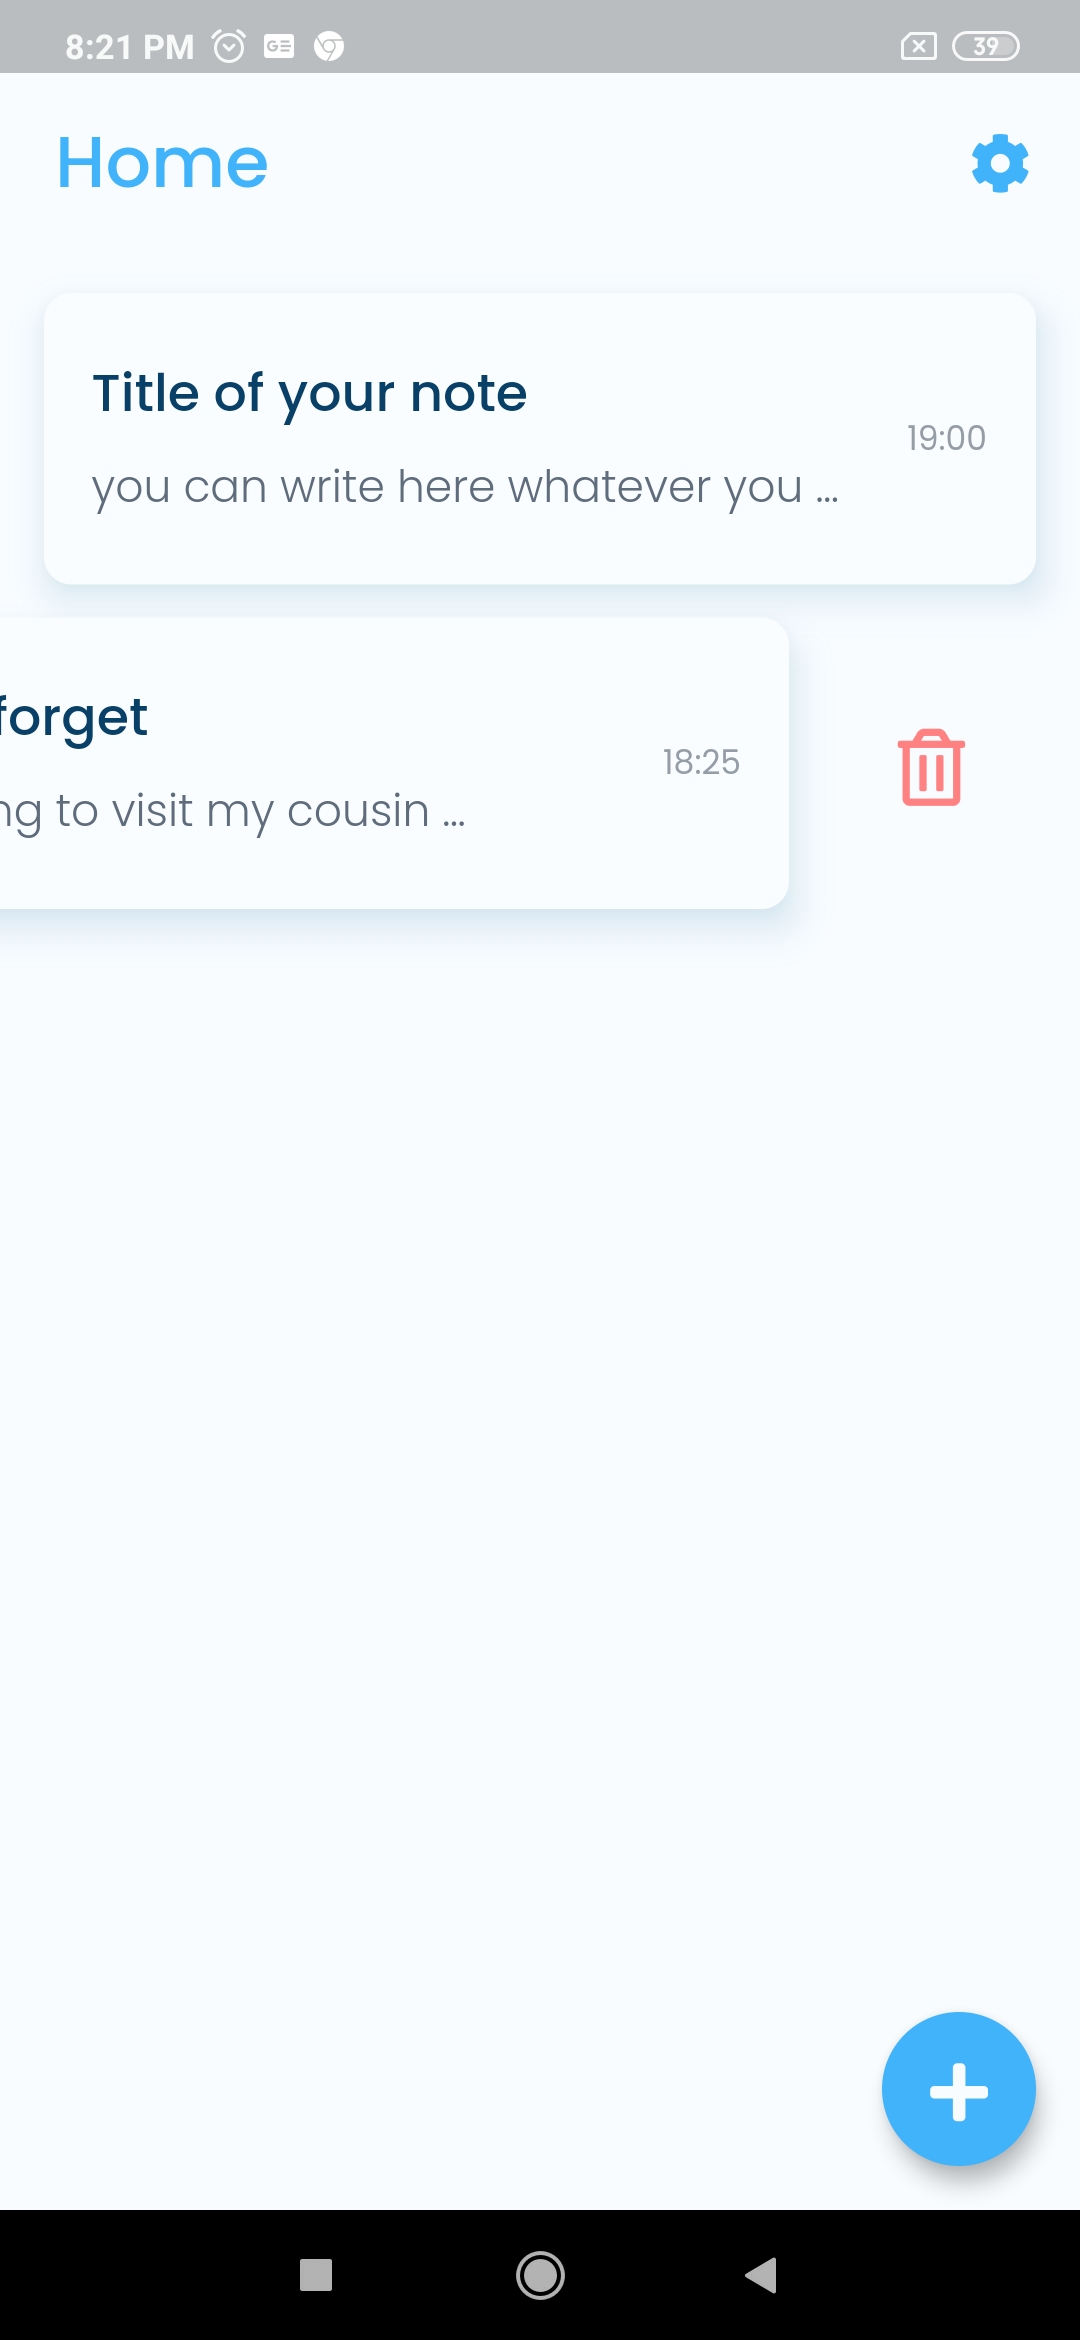 8:21 PM
39
Home
Title of your note
19:00
you can write here whatever you ...
forget
18:25
ng to visit my cousin ...